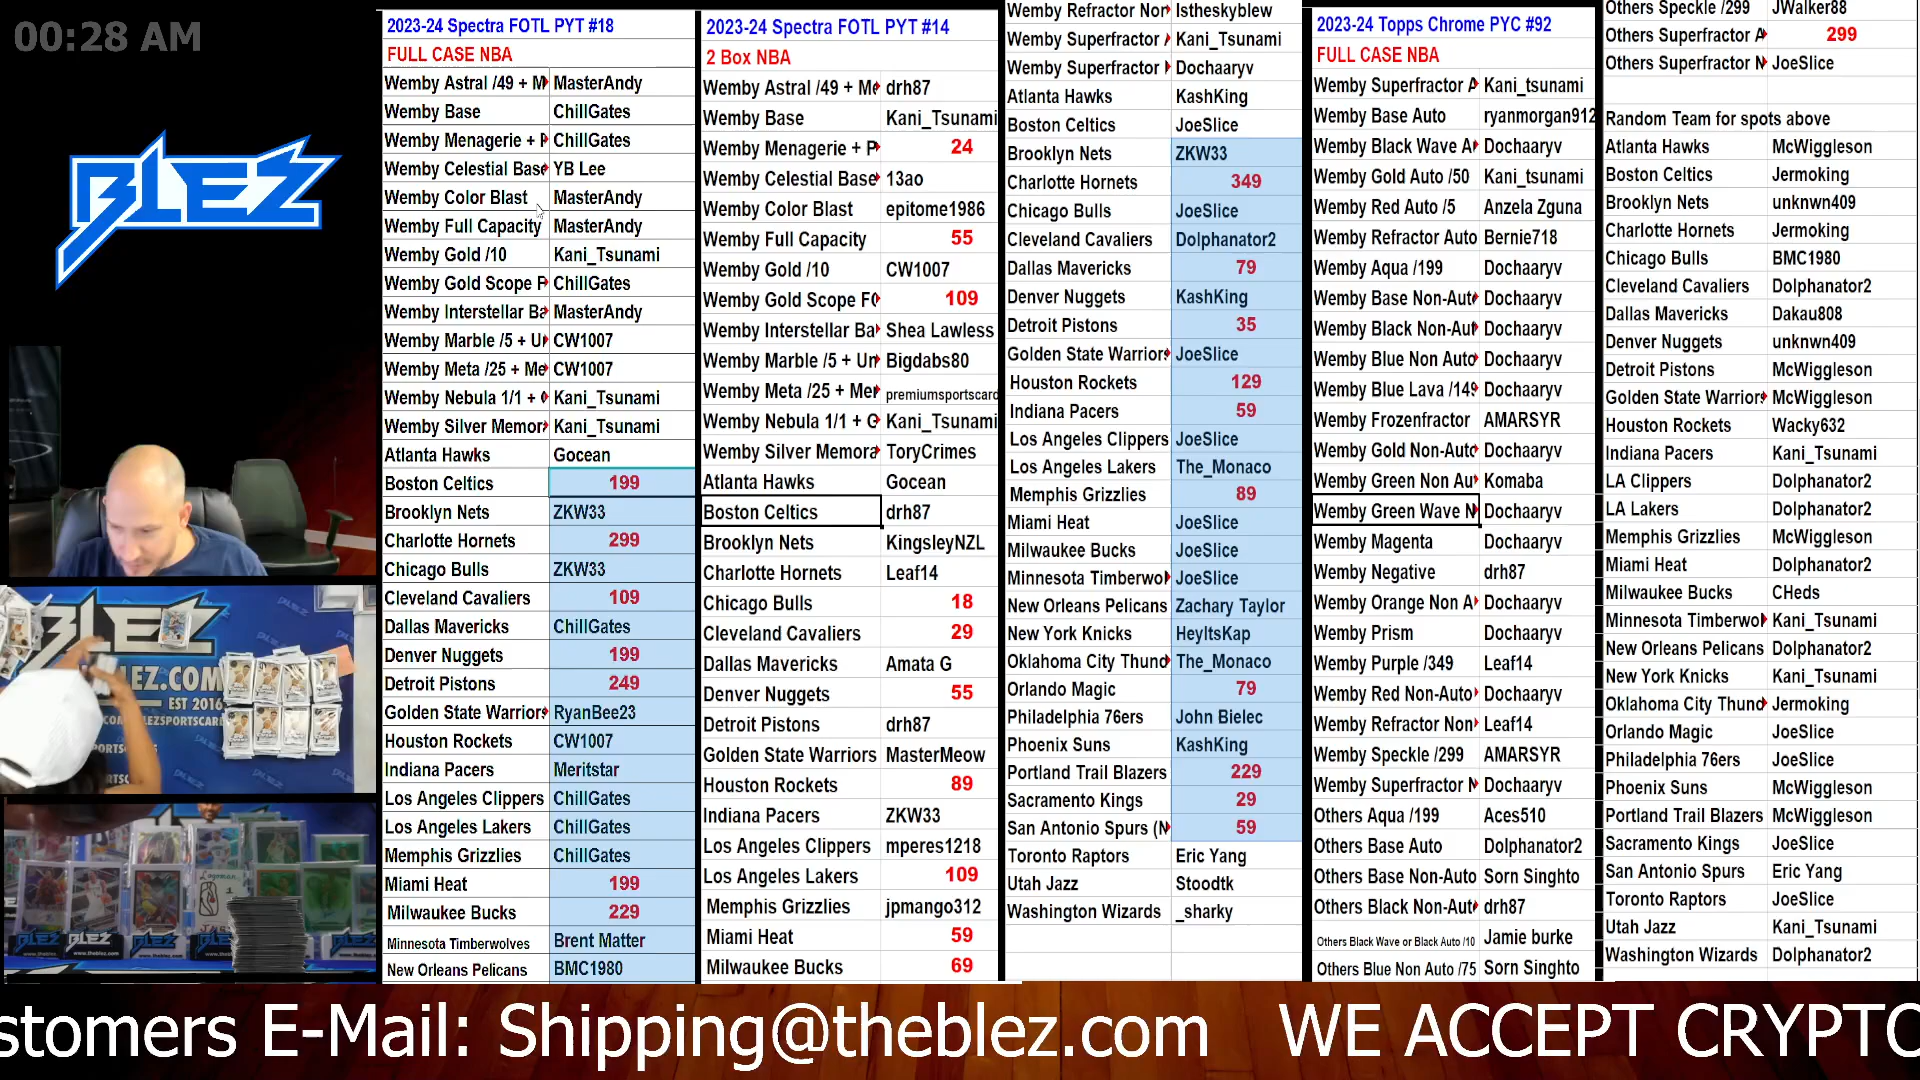 00:28 AM
BLEZ
2023-24 Spectra FOTL PYT #18
FULL CASE NBA
Wemby Astral /49 + M MasterAndy
Wemby Base ChillGates
Wemby Menagerie + F ChillGates
Wemby Celestial Base YB Lee
Wemby Color Blast MasterAndy
Wemby Full Capacity MasterAndy
Wemby Gold /10 Kani_Tsunami
Wemby Gold Scope F ChillGates
Wemby Interstellar Ba MasterAndy
Wemby Marble /5 + Ur CW1007
Wemby Meta /25 + Me CW1007
Wemby Nebula 1/1 + Kani_Tsunami
Wemby Silver Memor Kani_Tsunami
Atlanta Hawks Gocean
Boston Celtics 199
Brooklyn Nets ZKW33
Charlotte Hornets 299
Chicago Bulls ZKW33
Cleveland Cavaliers 109
Dallas Mavericks ChillGates
Denver Nuggets 199
Detroit Pistons 249
Golden State Warriors RyanBee23
Houston Rockets CW1007
Indiana Pacers Meritstar
Los Angeles Clippers ChillGates
Los Angeles Lakers ChillGates
Memphis Grizzlies ChillGates
Miami Heat 199
Milwaukee Bucks 229
Minnesota Timberwolves Brent Matter
New Orleans Pelicans BMC1980
2023-24 Spectra FOTL PYT #14
2 Box NBA
Wemby Astral /49 + Me drh87
Wemby Base Kani_Tsunami
Wemby Menagerie + P 24
Wemby Celestial Base 13ao
Wemby Color Blast epitome1986
Wemby Full Capacity 55
Wemby Gold /10 CW1007
Wemby Gold Scope FO 109
Wemby Interstellar Ba Shea Lawless
Wemby Marble /5 + Ur Bigdabs80
Wemby Meta /25 + Mer premiumsportscard
Wemby Nebula 1/1 + G Kani_Tsunami
Wemby Silver Memora ToryCrimes
Atlanta Hawks Gocean
Boston Celtics drh87
Brooklyn Nets KingsleyNZL
Charlotte Hornets Leaf14
Chicago Bulls 18
Cleveland Cavaliers 29
Dallas Mavericks Amata G
Denver Nuggets 55
Detroit Pistons drh87
Golden State Warriors MasterMeow
Houston Rockets 89
Indiana Pacers ZKW33
Los Angeles Clippers mperes1218
Los Angeles Lakers 109
Memphis Grizzlies jpmango312
Miami Heat 59
Milwaukee Bucks 69
Wemby Refractor Nor Istheskyblew
Wemby Superfractor A Kani_Tsunami
Wemby Superfractor N Dochaaryv
Atlanta Hawks KashKing
Boston Celtics JoeSlice
Brooklyn Nets ZKW33
Charlotte Hornets 349
Chicago Bulls JoeSlice
Cleveland Cavaliers Dolphanator2
Dallas Mavericks 79
Denver Nuggets KashKing
Detroit Pistons 35
Golden State Warriors JoeSlice
Houston Rockets 129
Indiana Pacers 59
Los Angeles Clippers JoeSlice
Los Angeles Lakers The_Monaco
Memphis Grizzlies 89
Miami Heat JoeSlice
Milwaukee Bucks JoeSlice
Minnesota Timberwol JoeSlice
New Orleans Pelicans Zachary Taylor
New York Knicks HeyItsKap
Oklahoma City Thund The_Monaco
Orlando Magic 79
Philadelphia 76ers John Bielec
Phoenix Suns KashKing
Portland Trail Blazers 229
Sacramento Kings 29
San Antonio Spurs (N 59
Toronto Raptors Eric Yang
Utah Jazz Stoodtk
Washington Wizards _sharky
2023-24 Topps Chrome PYC #92
FULL CASE NBA
Wemby Superfractor A Kani_tsunami
Wemby Base Auto ryanmorgan912
Wemby Black Wave A Dochaaryv
Wemby Gold Auto /50 Kani_tsunami
Wemby Red Auto /5 Anzela Zguna
Wemby Refractor Auto Bernie718
Wemby Aqua /199 Dochaaryv
Wemby Base Non-Aut Dochaaryv
Wemby Black Non-Aut Dochaaryv
Wemby Blue Non Auto Dochaaryv
Wemby Blue Lava /149 Dochaaryv
Wemby Frozenfractor AMARSYR
Wemby Gold Non-Auto Dochaaryv
Wemby Green Non Au Komaba
Wemby Green Wave N Dochaaryv
Wemby Magenta Dochaaryv
Wemby Negative drh87
Wemby Orange Non A Dochaaryv
Wemby Prism Dochaaryv
Wemby Purple /349 Leaf14
Wemby Red Non-Auto Dochaaryv
Wemby Refractor Non Leaf14
Wemby Speckle /299 AMARSYR
Wemby Superfractor N Dochaaryv
Others Aqua /199 Aces510
Others Base Auto Dolphanator2
Others Base Non-Auto Sorn Singhto
Others Black Non-Aut drh87
Others Black Wave or Black Auto /10 Jamie burke
Others Blue Non Auto /75 Sorn Singhto
Others Speckle /299 JWalker88
Others Superfractor A 299
Others Superfractor N JoeSlice
Random Team for spots above
Atlanta Hawks McWiggleson
Boston Celtics Jermoking
Brooklyn Nets unknwn409
Charlotte Hornets Jermoking
Chicago Bulls BMC1980
Cleveland Cavaliers Dolphanator2
Dallas Mavericks Dakau808
Denver Nuggets unknwn409
Detroit Pistons McWiggleson
Golden State Warriors McWiggleson
Houston Rockets Wacky632
Indiana Pacers Kani_Tsunami
LA Clippers Dolphanator2
LA Lakers Dolphanator2
Memphis Grizzlies McWiggleson
Miami Heat Dolphanator2
Milwaukee Bucks CHeds
Minnesota Timberwol Kani_Tsunami
New Orleans Pelicans Dolphanator2
New York Knicks Kani_Tsunami
Oklahoma City Thund Jermoking
Orlando Magic JoeSlice
Philadelphia 76ers JoeSlice
Phoenix Suns McWiggleson
Portland Trail Blazers McWiggleson
Sacramento Kings JoeSlice
San Antonio Spurs Eric Yang
Toronto Raptors JoeSlice
Utah Jazz Kani_Tsunami
Washington Wizards Dolphanator2
BLEZ
EZ.COM
EST 2016
stomers E-Mail: Shipping@theblez.com WE ACCEPT CRYPTO